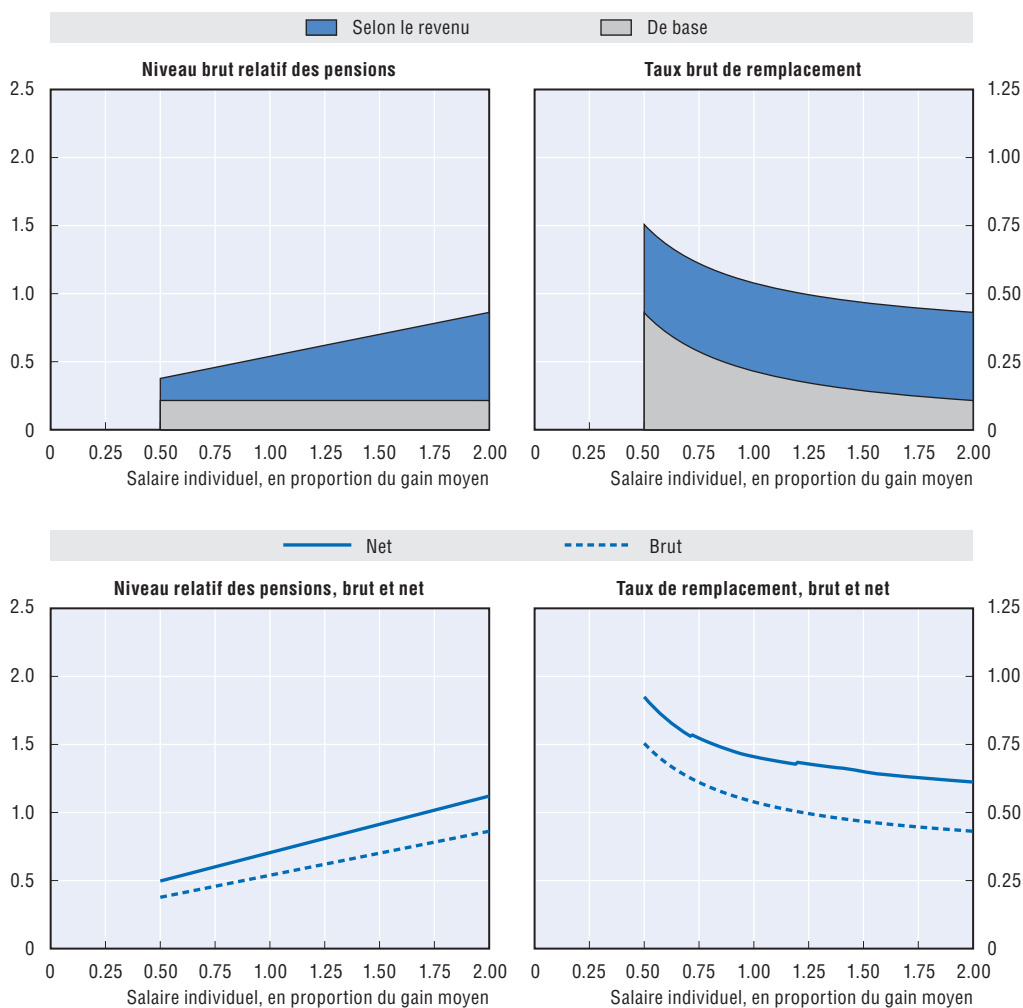 Selon le revenu De base
Niveau brut relatif des pensions
2.5
2.0
1.5
1.0
0.5
0
0 0.25 0.50 0.75 1.00 1.25 1.50 1.75 2.00
Salaire individuel, en proportion du gain moyen
Taux brut de remplacement
1.25
1.00
0.75
0.50
0.25
0
0 0.25 0.50 0.75 1.00 1.25 1.50 1.75 2.00
Salaire individuel, en proportion du gain moyen
Net Brut
Niveau relatif des pensions, brut et net
2.5
2.0
1.5
1.0
0.5
0
0 0.25 0.50 0.75 1.00 1.25 1.50 1.75 2.00
Salaire individuel, en proportion du gain moyen
Taux de remplacement, brut et net
1.25
1.00
0.75
0.50
0.25
0
0 0.25 0.50 0.75 1.00 1.25 1.50 1.75 2.00
Salaire individuel, en proportion du gain moyen